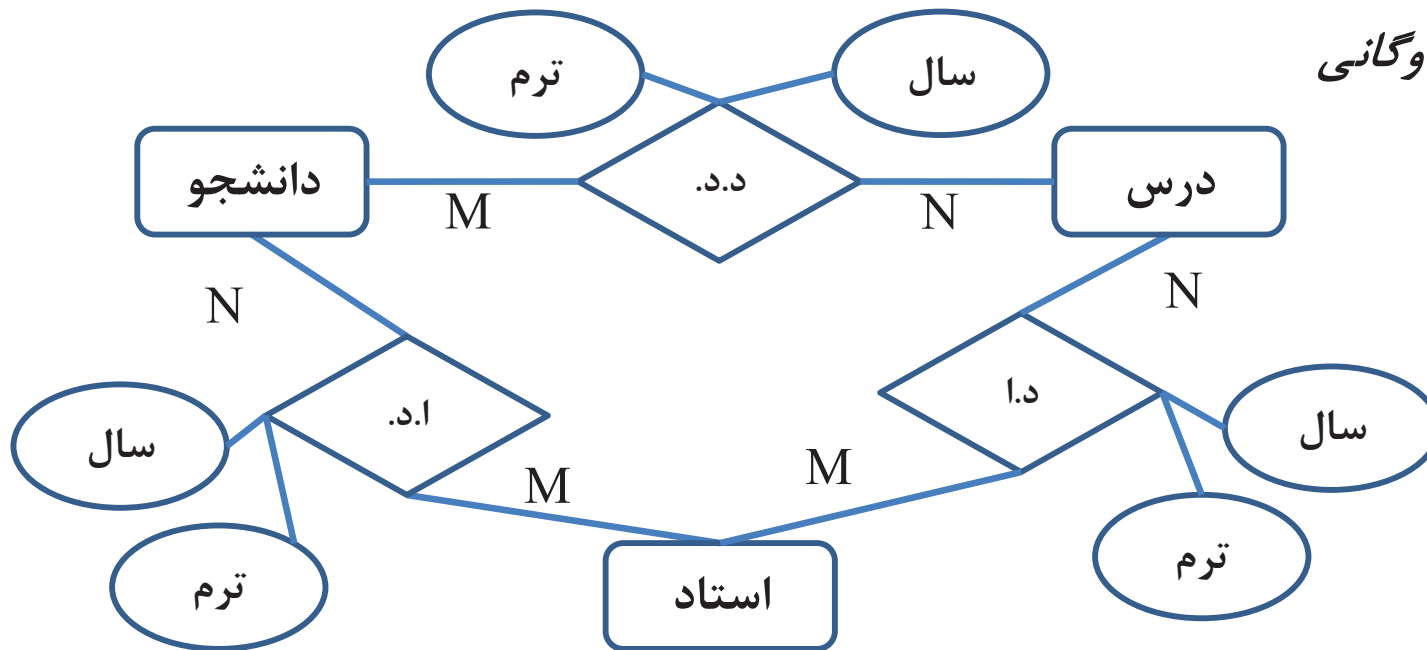 وگانی
سال
ترم
درس
د.د.
دانشجو
N
M
N
N
د.ا
ا.د.
سال
سال
M
M
ترم
ترم
استاد